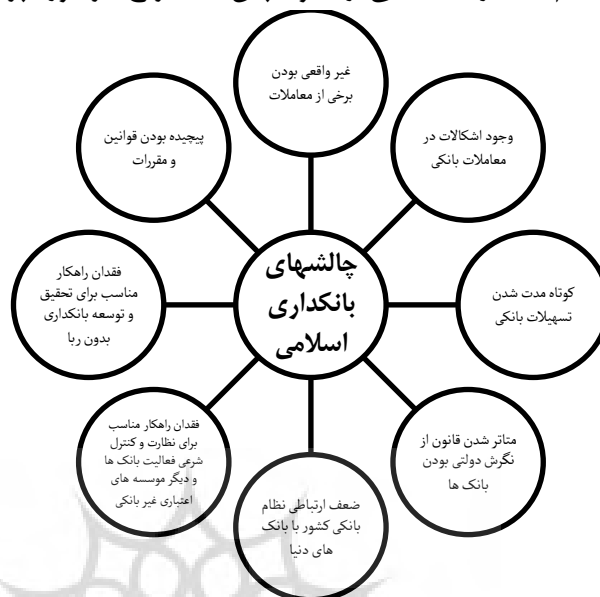 غیر واقعی بودن
برخی از معاملات
وجود اشکالات در
معاملات بانکی
کوتاه مدت شدن
تسهیلات بانکی
متاثر شدن قانون از
نگرش دولتی بودن
بانک ها
ضعف ارتباطی نظام
بانکی کشور با بانک
های دنیا
فقدان راهکار مناسب
برای نظارت و کنترل
شرعی فعالیت بانک ها
و دیگر موسسه های
اعتباری غیر بانکی
فقدان راهکار
مناسب برای تحقیق
و توسعه بانکداری
بدون ربا
پیچیده بودن قوانین
و مقررات
چالشهای
بانکداری
اسلامی